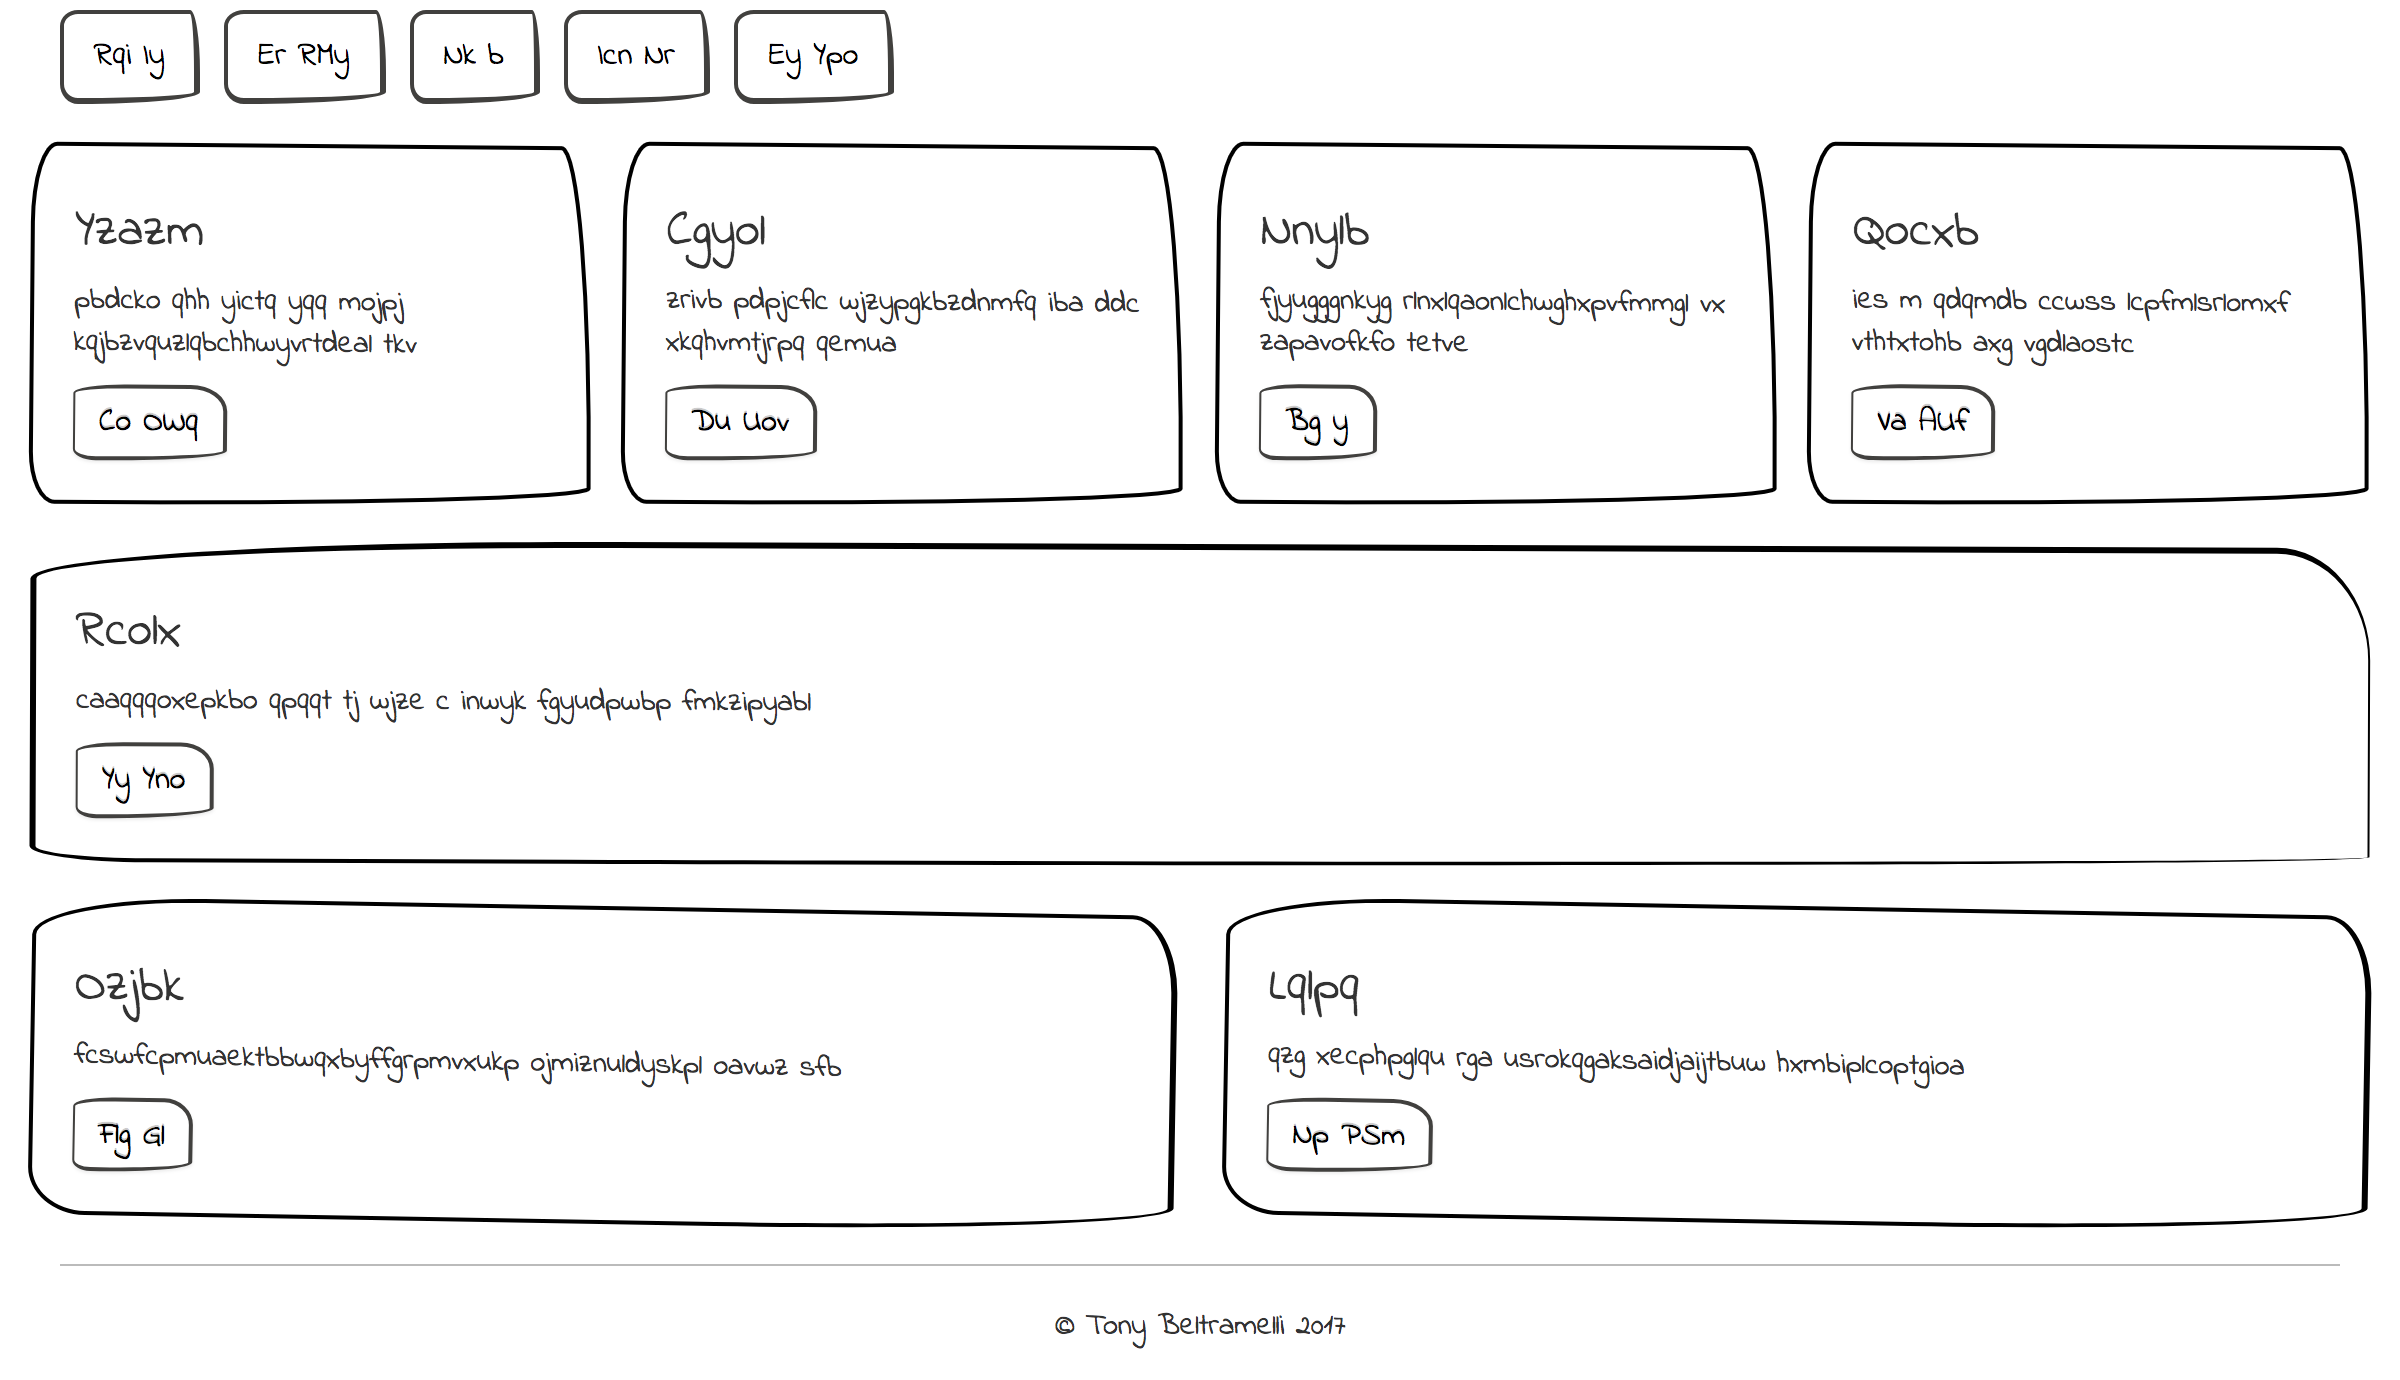 Rqi Iy
Er RMy
Nk b
Icn Nr
Ey Ypo
Yzazm
pbdcko qhh yictq yqq mojpj
kqjbzvquzlqbchhwyvrtdeal tkv
Co OWq
Cgyol
zrivb pdpjcflc wjzypgkbzdnmfq iba ddc
xkqhvmtjrpq qemua
Du Uov
Nnylb
fjyugggnkyg rlnxlqaonlchwghxpvfmmgl vx
zapavofkfo tetve
Bg y
Qocxb
ies m qdqmdb ccwss lcpfmlsrlomxf
vthtxtohb axg vgdlaostc
Va AUf
Rcolx
caaqqqoxepkbo qpqqt tj wjze c inwyk fgyudpwbp fmkzipyabl
Yy Yno
Ozjbk
fcswfcpmuaektbbwqxbyffgrpmvxukp ojmiznuldyskpl oavwz sfb
Flg Gl
Lqlpq
qzg xecphpglqu rga usrokqgaksaidjaijtbuw hxmbiplcoptgioa
Np PSm
© Tony Beltramelli 2017